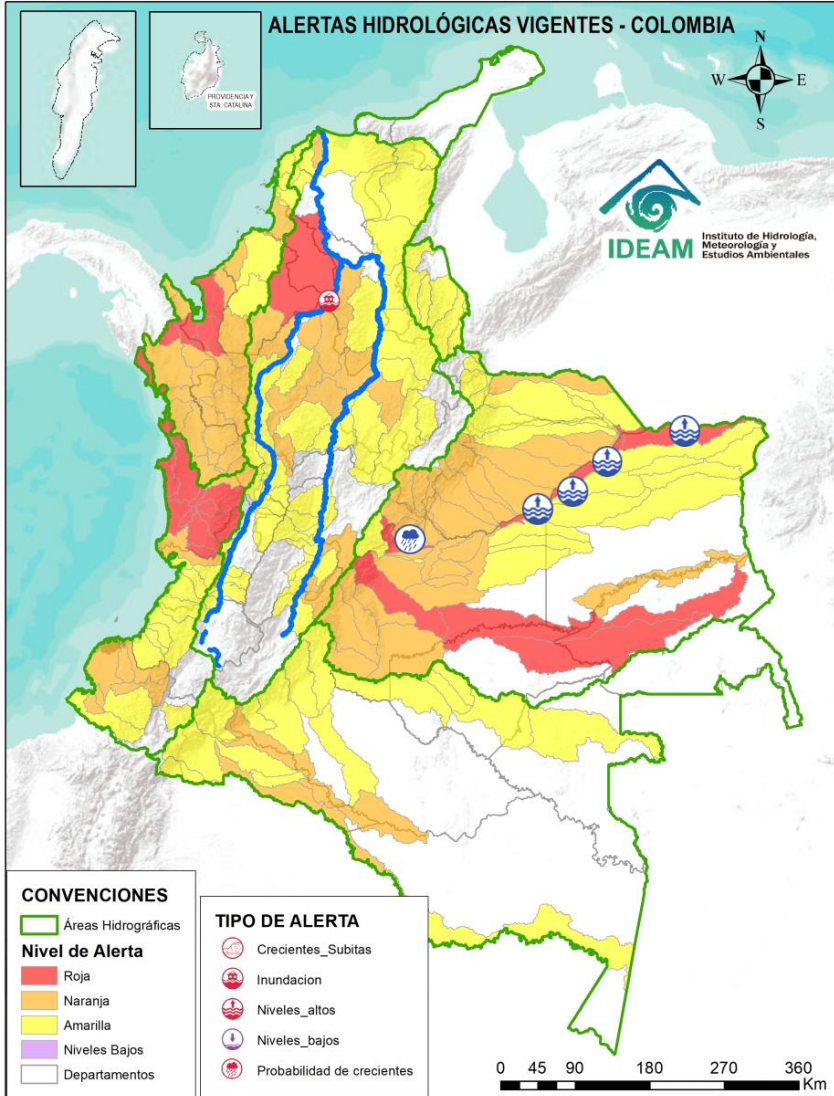 ALERTAS HIDROLÓGICAS VIGENTES - COLOMBIA
PROVIDENCIA Y
STA. CATALINA
N
W
E
S
IDEAM
Instituto de Hidrología,
Meteorología y
Estudios Ambientales
CONVENCIONES
Áreas Hidrográficas
Nivel de Alerta
Roja
Naranja
Amarilla
Niveles Bajos
Departamentos
TIPO DE ALERTA
Crecientes_Subitas
Inundacion
Niveles_altos
Niveles_bajos
Probabilidad de crecientes
0 45 90 180 270 360
Km